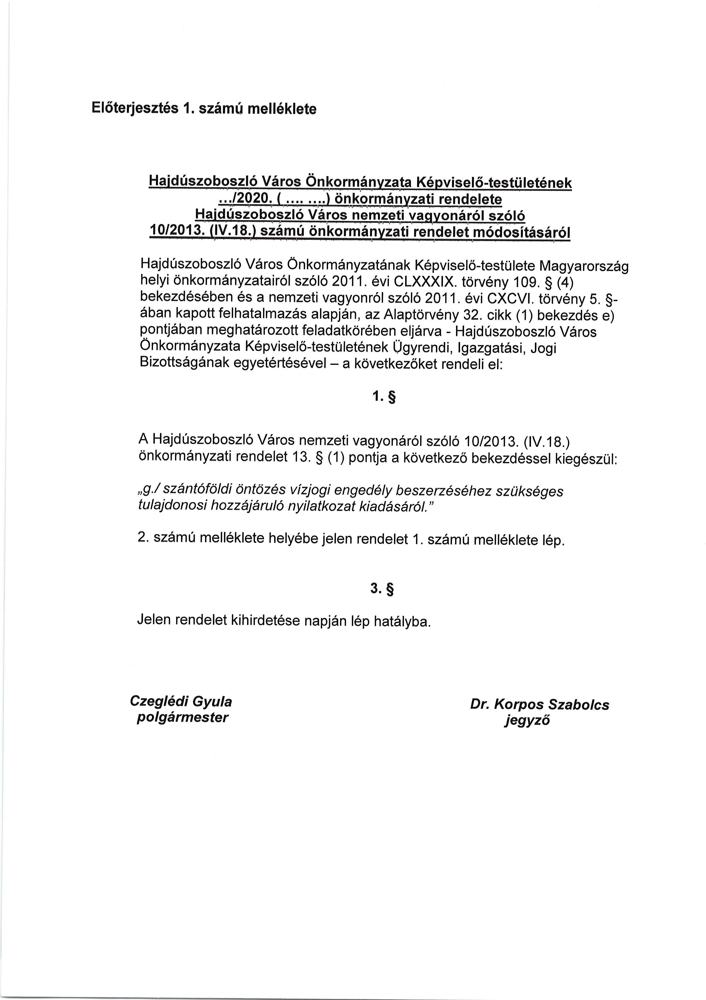 Előterjesztés 1. számú melléklete
Hajdúszoboszló Város Önkormányzata Képviselő-testületének
.../2020. ( .... ....) önkormányzati rendelete
Hajdúszoboszló Város nemzeti vagyonáról szóló
10/2013. (IV.18.) számú önkormányzati rendelet módosításáról
Hajdúszoboszló Város Önkormányzatának Képviselő-testülete Magyarország
helyi önkormányzatairól szóló 2011. évi CLXXXIX. törvény 109. § (4)
bekezdésében és a nemzeti vagyonról szóló 2011. évi CXCVI. törvény 5. §-
ában kapott felhatalmazás alapján, az Alaptörvény 32. cikk (1) bekezdés e)
pontjában meghatározott feladatkörében eljárva - Hajdúszoboszló Város
Önkormányzata Képviselő-testületének Ügyrendi, Igazgatási, Jogi
Bizottságának egyetértésével – a következőket rendeli el:
1. §
A Hajdúszoboszló Város nemzeti vagyonáról szóló 10/2013. (IV.18.)
önkormányzati rendelet 13. § (1) pontja a következő bekezdéssel kiegészül:
„g./ szántóföldi öntözés vízjogi engedély beszerzéséhez szükséges
tulajdonosi hozzájáruló nyilatkozat kiadásáról.”
2. számú melléklete helyébe jelen rendelet 1. számú melléklete lép.
3. §
Jelen rendelet kihirdetése napján lép hatályba.
Czeglédi Gyula
polgármester
Dr. Korpos Szabolcs
jegyző